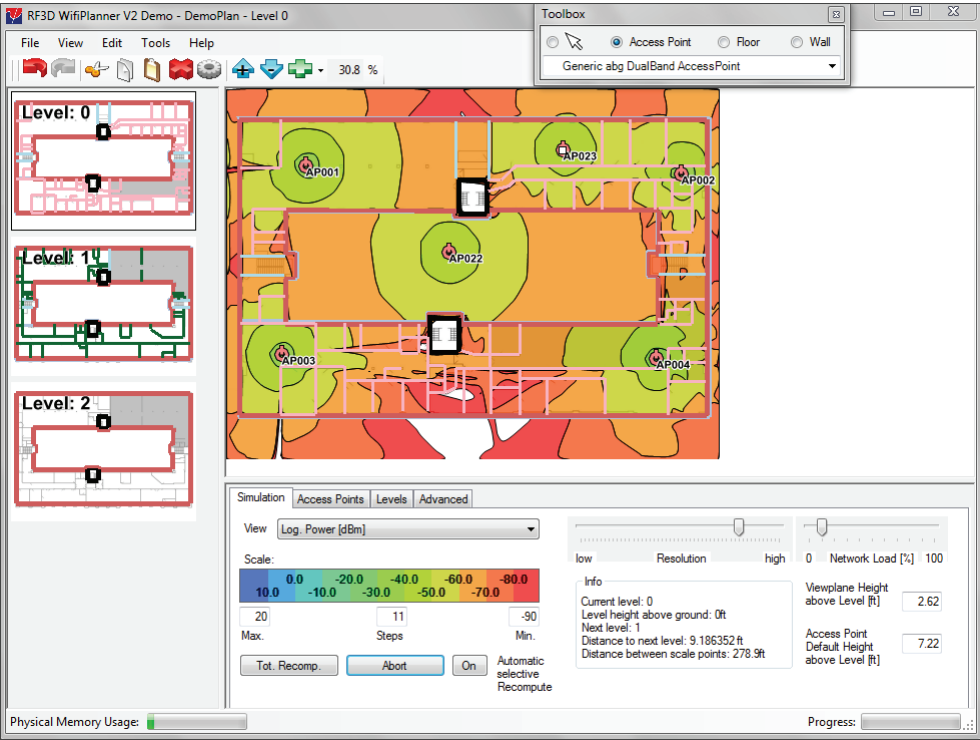 RF3D WifiPlanner V2 Demo - DemoPlan - Level 0
Toolbox
File View Edit Tools Help
Access Point Floor Wall
Generic abg DualBand AccessPoint
30.8 %
Level: 0
Level: 1
Level: 2
AP001
AP023
AP002
AP022
AP003
AP004
Simulation Access Points Levels Advanced
View Log. Power [dBm]
Scale:
0.0 -20.0 -40.0 -60.0 -80.0
10.0 -10.0 -30.0 -50.0 -70.0
20 11 -90
Max. Steps Min.
Tot. Recomp. Abort On
Automatic
selective
Recompute
low Resolution high
0 Network Load [%] 100
Info
Current level: 0
Level height above ground: 0ft
Next level: 1
Distance to next level: 9.186352 ft
Distance between scale points: 278.9ft
Viewplane Height
above Level [ft]
2.62
Access Point
Default Height
above Level [ft]
7.22
Physical Memory Usage:
Progress: